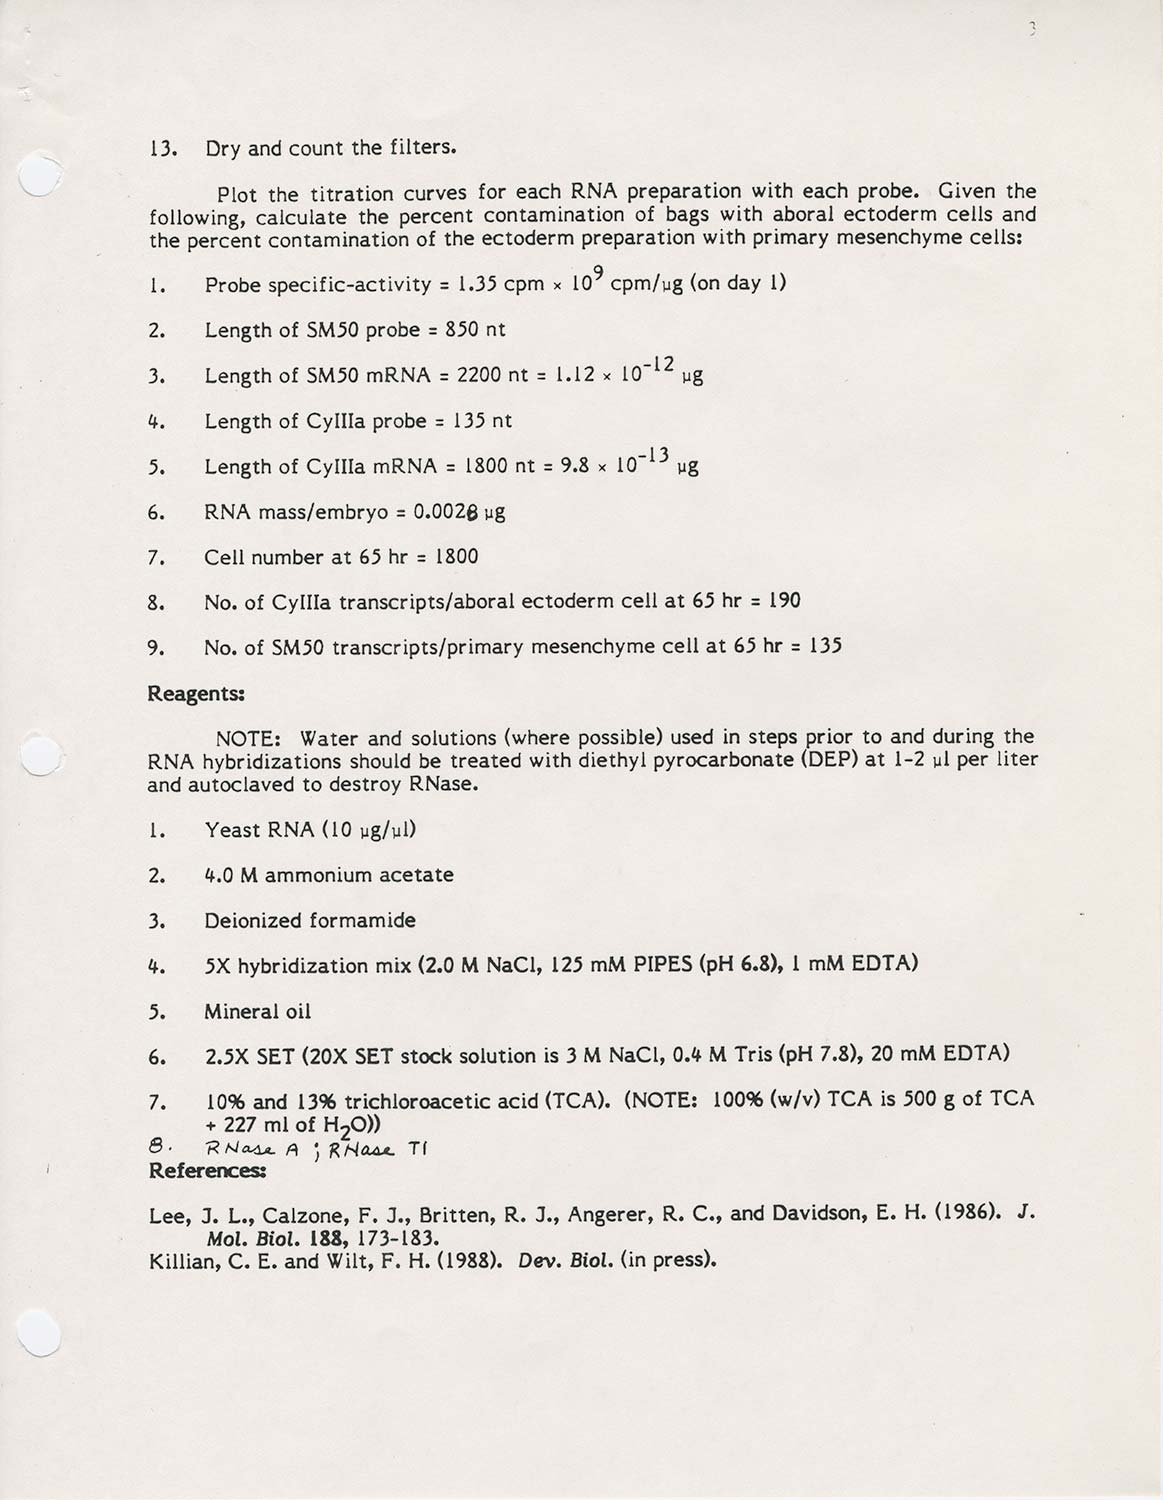 3
13. Dry and count the filters.
Plot the titration curves for each RNA preparation with each probe. Given the
following, calculate the percent contamination of bags with aboral ectoderm cells and
the percent contamination of the ectoderm preparation with primary mesenchyme cells:
1. Probe specific-activity = 1.35 cpm × 10⁹ cpm/µg (on day 1)
2. Length of SM50 probe = 850 nt
3. Length of SM50 mRNA = 2200 nt = 1.12 × 10⁻¹² µg
4. Length of CyIIIa probe = 135 nt
5. Length of CyIIIa mRNA = 1800 nt = 9.8 × 10⁻¹³ µg
6. RNA mass/embryo = 0.0028 µg
7. Cell number at 65 hr = 1800
8. No. of CyIIIa transcripts/aboral ectoderm cell at 65 hr = 190
9. No. of SM50 transcripts/primary mesenchyme cell at 65 hr = 135
Reagents:
NOTE: Water and solutions (where possible) used in steps prior to and during the
RNA hybridizations should be treated with diethyl pyrocarbonate (DEP) at 1-2 µl per liter
and autoclaved to destroy RNase.
1. Yeast RNA (10 µg/µl)
2. 4.0 M ammonium acetate
3. Deionized formamide
4. 5X hybridization mix (2.0 M NaCl, 125 mM PIPES (pH 6.8), 1 mM EDTA)
5. Mineral oil
6. 2.5X SET (20X SET stock solution is 3 M NaCl, 0.4 M Tris (pH 7.8), 20 mM EDTA)
7. 10% and 13% trichloroacetic acid (TCA). (NOTE: 100% (w/v) TCA is 500 g of TCA
+ 227 ml of H₂O))
8. RNase A ; RNase T1
References:
Lee, J. L., Calzone, F. J., Britten, R. J., Angerer, R. C., and Davidson, E. H. (1986). J.
Mol. Biol. 188, 173-183.
Killian, C. E. and Wilt, F. H. (1988). Dev. Biol. (in press).